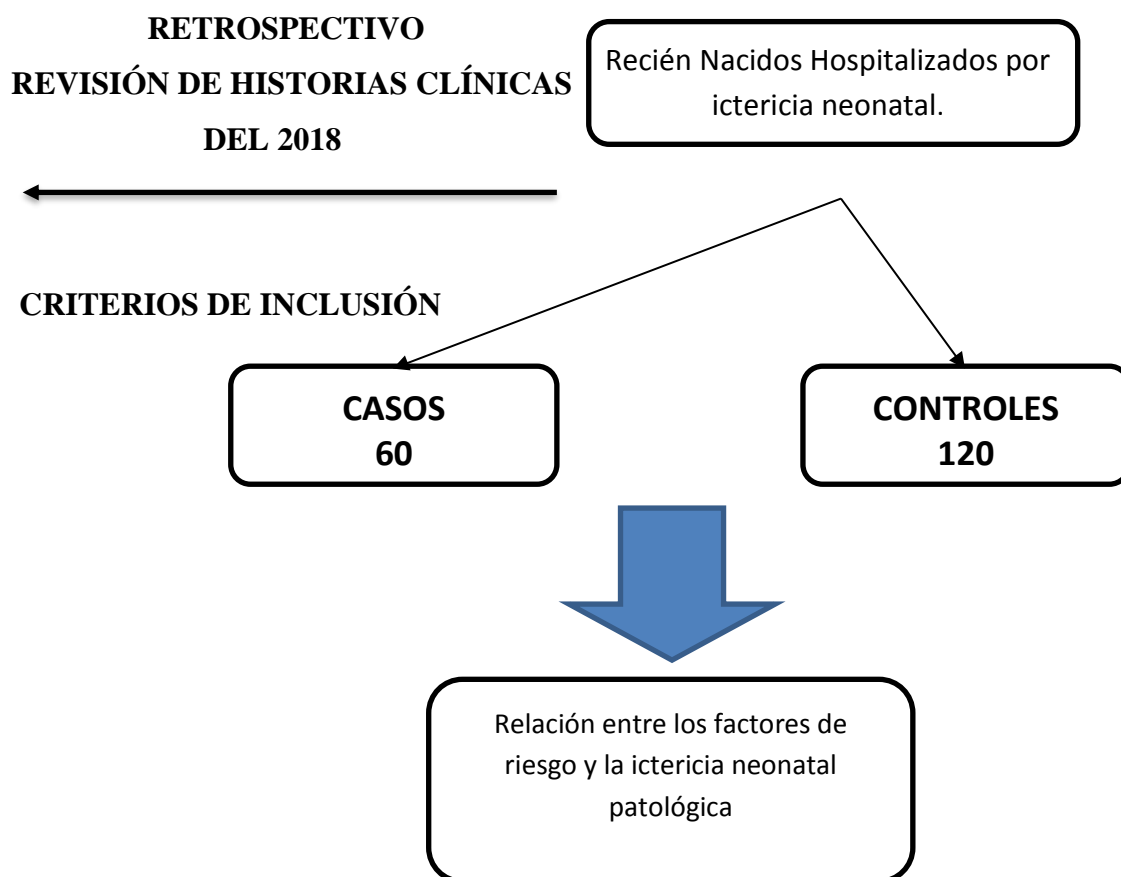 RETROSPECTIVO
REVISIÓN DE HISTORIAS CLÍNICAS
DEL 2018
Recién Nacidos Hospitalizados por
ictericia neonatal.
CRITERIOS DE INCLUSIÓN
CASOS
60
CONTROLES
120
Relación entre los factores de
riesgo y la ictericia neonatal
patológica